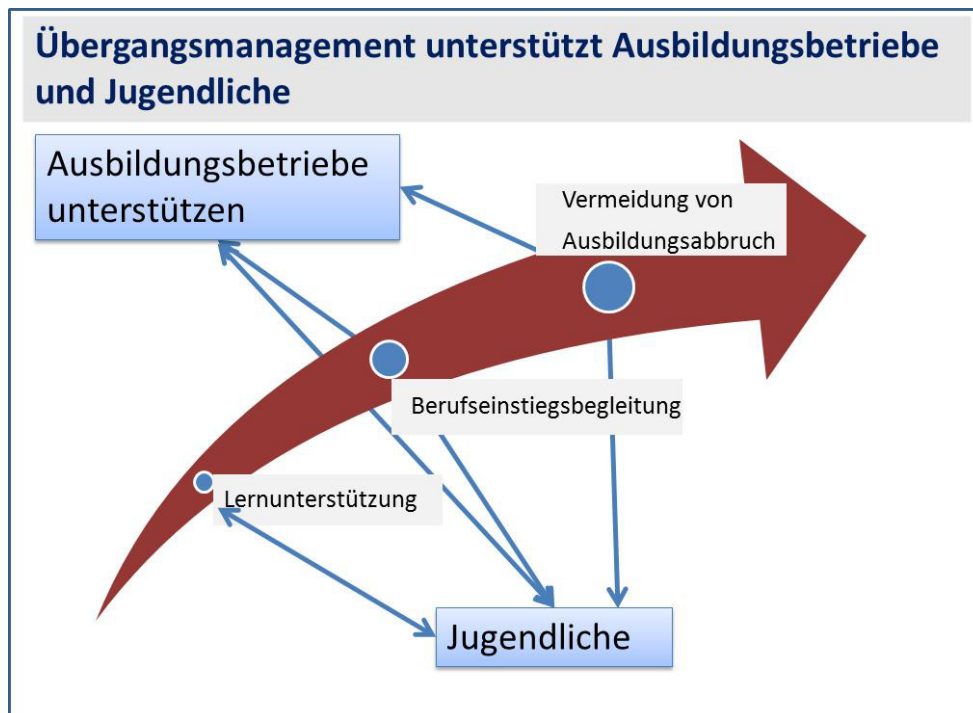 Übergangsmanagement unterstützt Ausbildungsbetriebe
und Jugendliche
Ausbildungsbetriebe
unterstützen
Vermeidung von
Ausbildungsabbruch
Berufseinstiegsbegleitung
Lernunterstützung
Jugendliche